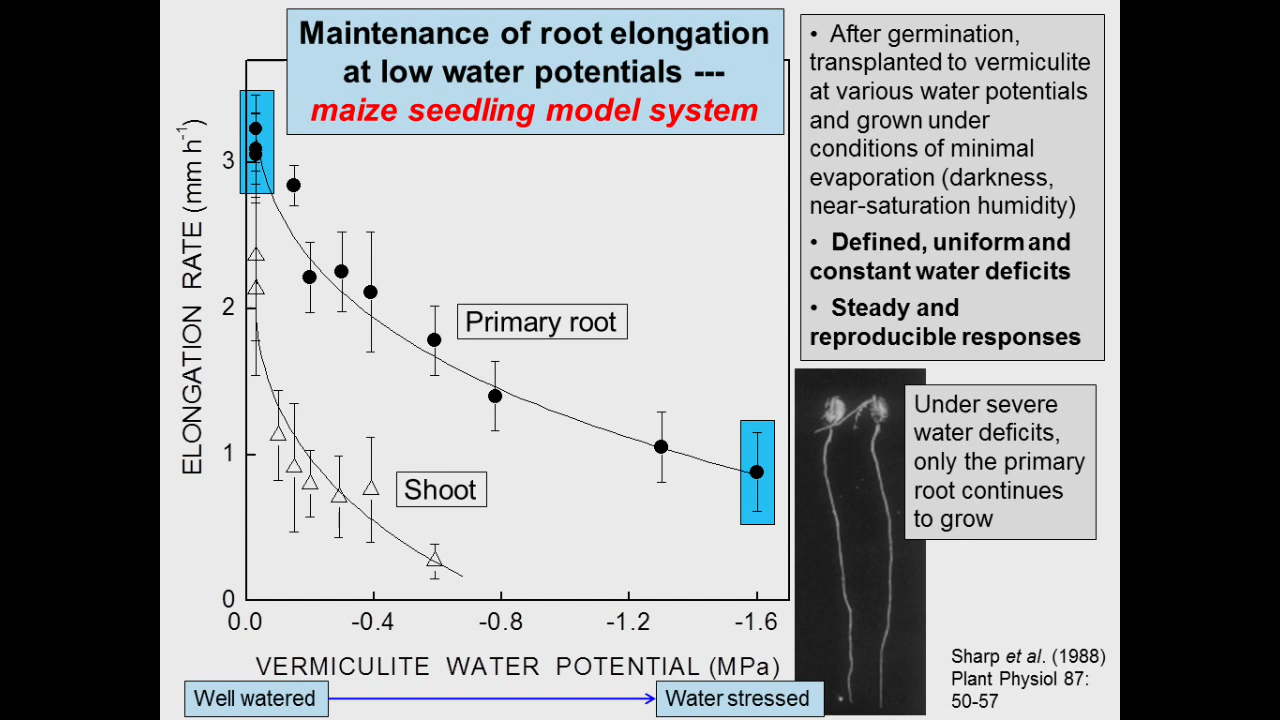 Maintenance of root elongation
at low water potentials ---
maize seedling model system
ELONGATION RATE (mm h-1)
3
2
1
0
Primary root
Shoot
0.0 -0.4 -0.8 -1.2 -1.6
VERMICULITE WATER POTENTIAL (MPa)
Well watered
Water stressed
• After germination,
transplanted to vermiculite
at various water potentials
and grown under
conditions of minimal
evaporation (darkness,
near-saturation humidity)
• Defined, uniform and
constant water deficits
• Steady and
reproducible responses
Under severe
water deficits,
only the primary
root continues
to grow
Sharp et al. (1988)
Plant Physiol 87:
50-57